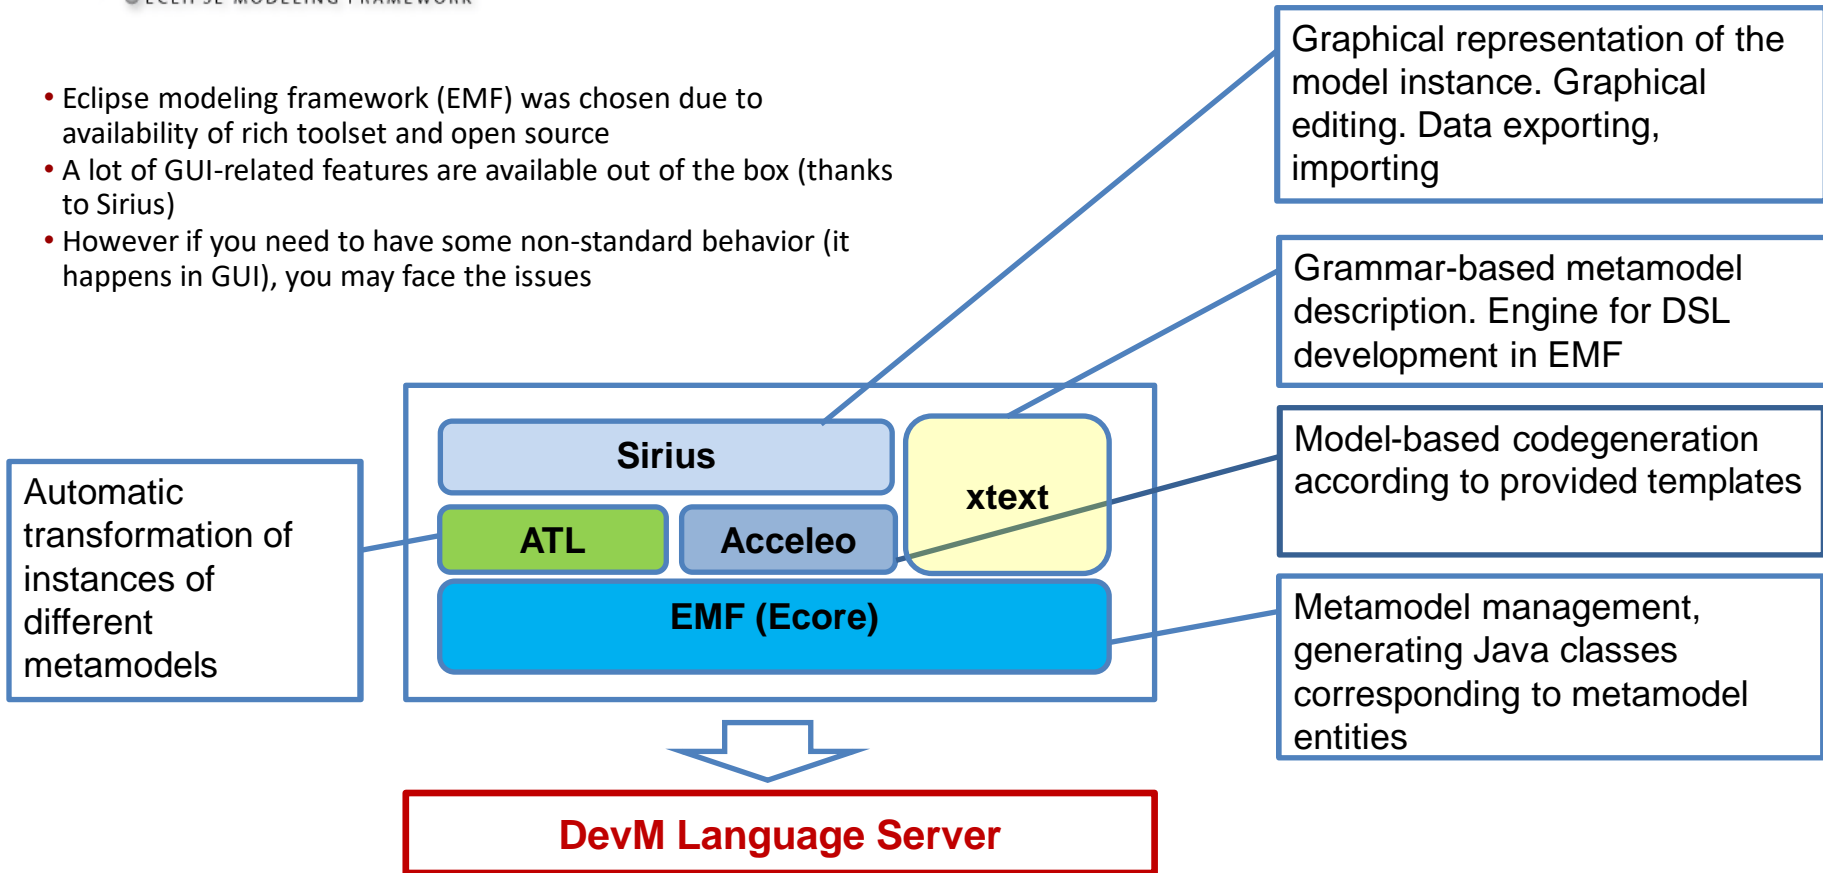 ECLIPSE MODELING FRAMEWORK
• Eclipse modeling framework (EMF) was chosen due to
availability of rich toolset and open source
• A lot of GUI-related features are available out of the box (thanks
to Sirius)
• However if you need to have some non-standard behavior (it
happens in GUI), you may face the issues
Graphical representation of the
model instance. Graphical
editing. Data exporting,
importing
Grammar-based metamodel
description. Engine for DSL
development in EMF
Model-based codegeneration
according to provided templates
Metamodel management,
generating Java classes
corresponding to metamodel
entities
Automatic
transformation of
instances of
different
metamodels
Sirius
xtext
ATL
Acceleo
EMF (Ecore)
DevM Language Server